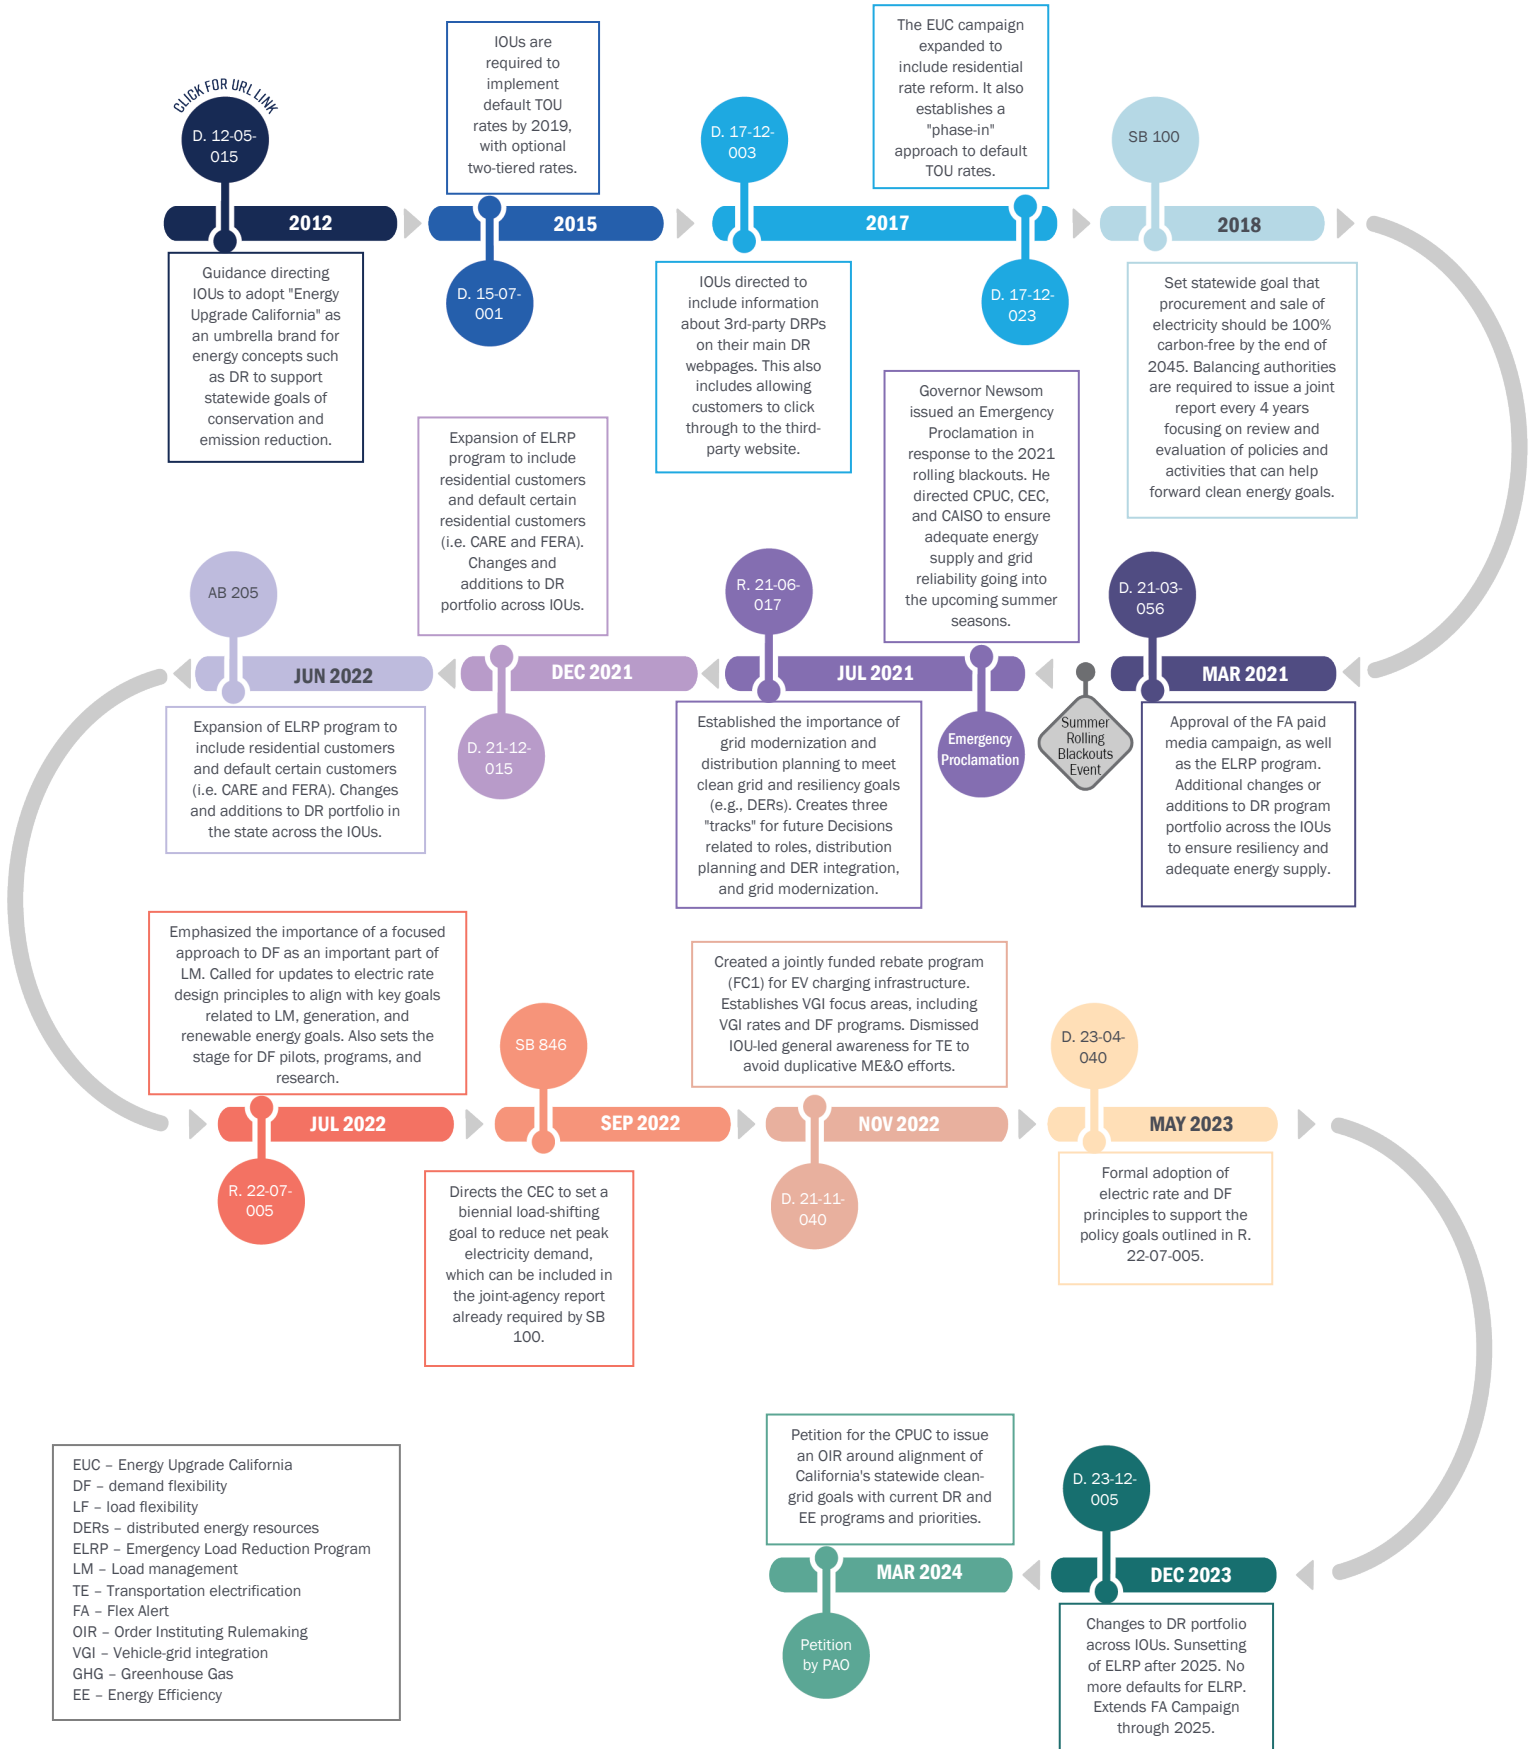 CLICK FOR URL LINK
D. 12-05-
015
2012
Guidance directing
IOUs to adopt "Energy
Upgrade California" as
an umbrella brand for
energy concepts such
as DR to support
statewide goals of
conservation and
emission reduction.
IOUs are
required to
implement
default TOU
rates by 2019,
with optional
two-tiered rates.
2015
D. 15-07-
001
D. 17-12-
003
2017
IOUs directed to
include information
about 3rd-party DRPs
on their main DR
webpages. This also
includes allowing
customers to click
through to the third-
party website.
The EUC campaign
expanded to
include residential
rate reform. It also
establishes a
"phase-in"
approach to default
TOU rates.
D. 17-12-
023
SB 100
2018
Set statewide goal that
procurement and sale of
electricity should be 100%
carbon-free by the end of
2045. Balancing authorities
are required to issue a joint
report every 4 years
focusing on review and
evaluation of policies and
activities that can help
forward clean energy goals.
D. 21-03-
056
MAR 2021
Approval of the FA paid
media campaign, as well
as the ELRP program.
Additional changes or
additions to DR program
portfolio across the IOUs
to ensure resiliency and
adequate energy supply.
Summer
Rolling
Blackouts
Event
Governor Newsom
issued an Emergency
Proclamation in
response to the 2021
rolling blackouts. He
directed CPUC, CEC,
and CAISO to ensure
adequate energy
supply and grid
reliability going into
the upcoming summer
seasons.
Emergency
Proclamation
JUL 2021
R. 21-06-
017
Established the importance of
grid modernization and
distribution planning to meet
clean grid and resiliency goals
(e.g., DERs). Creates three
"tracks" for future Decisions
related to roles, distribution
planning and DER integration,
and grid modernization.
Expansion of ELRP
program to include
residential customers
and default certain
residential customers
(i.e. CARE and FERA).
Changes and
additions to DR
portfolio across IOUs.
DEC 2021
D. 21-12-
015
AB 205
JUN 2022
Expansion of ELRP program to
include residential customers
and default certain customers
(i.e. CARE and FERA). Changes
and additions to DR portfolio in
the state across the IOUs.
Emphasized the importance of a focused
approach to DF as an important part of
LM. Called for updates to electric rate
design principles to align with key goals
related to LM, generation, and
renewable energy goals. Also sets the
stage for DF pilots, programs, and
research.
JUL 2022
R. 22-07-
005
SB 846
SEP 2022
Directs the CEC to set a
biennial load-shifting
goal to reduce net peak
electricity demand,
which can be included in
the joint-agency report
already required by SB
100.
Created a jointly funded rebate program
(FC1) for EV charging infrastructure.
Establishes VGI focus areas, including
VGI rates and DF programs. Dismissed
IOU-led general awareness for TE to
avoid duplicative ME&O efforts.
NOV 2022
D. 21-11-
040
D. 23-04-
040
MAY 2023
Formal adoption of
electric rate and DF
principles to support the
policy goals outlined in R.
22-07-005.
D. 23-12-
005
DEC 2023
Changes to DR portfolio
across IOUs. Sunsetting
of ELRP after 2025. No
more defaults for ELRP.
Extends FA Campaign
through 2025.
Petition for the CPUC to issue
an OIR around alignment of
California's statewide clean-
grid goals with current DR and
EE programs and priorities.
MAR 2024
Petition
by PAO
EUC – Energy Upgrade California
DF – demand flexibility
LF – load flexibility
DERs – distributed energy resources
ELRP – Emergency Load Reduction Program
LM – Load management
TE – Transportation electrification
FA – Flex Alert
OIR – Order Instituting Rulemaking
VGI – Vehicle-grid integration
GHG – Greenhouse Gas
EE – Energy Efficiency